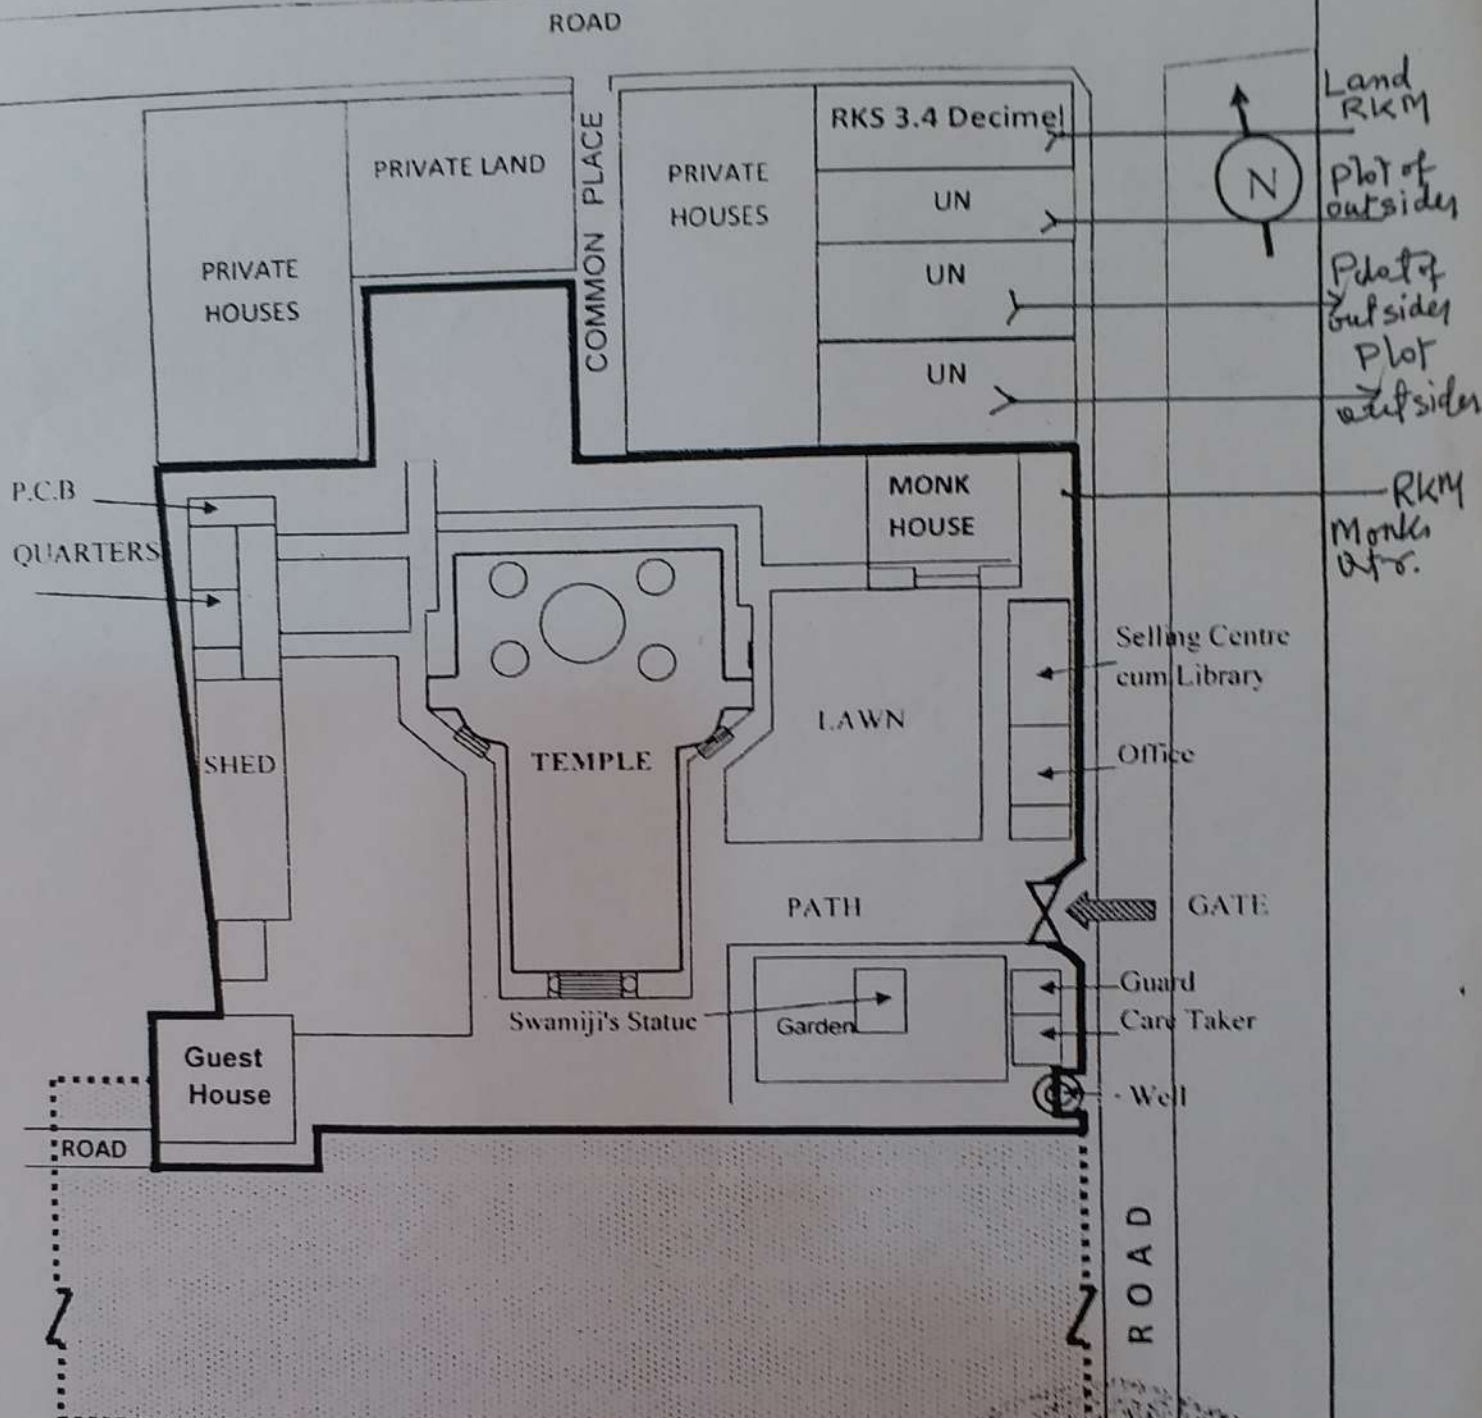 ROAD
Land
RKM
RKS 3.4 Decimel
COMMON PLACE
PRIVATE LAND
PRIVATE
HOUSES
N
Plot of
outsider
UN
PRIVATE
HOUSES
UN
Plot of
outsider
UN
Plot
outsider
P.C.B
MONK
HOUSE
RKM
Monks
Qtr.
QUARTERS
Selling Centre
cum Library
LAWN
SHED
TEMPLE
Office
PATH
GATE
Guard
Swamiji's Statue
Garden
Care Taker
Guest
House
Well
ROAD
ROAD